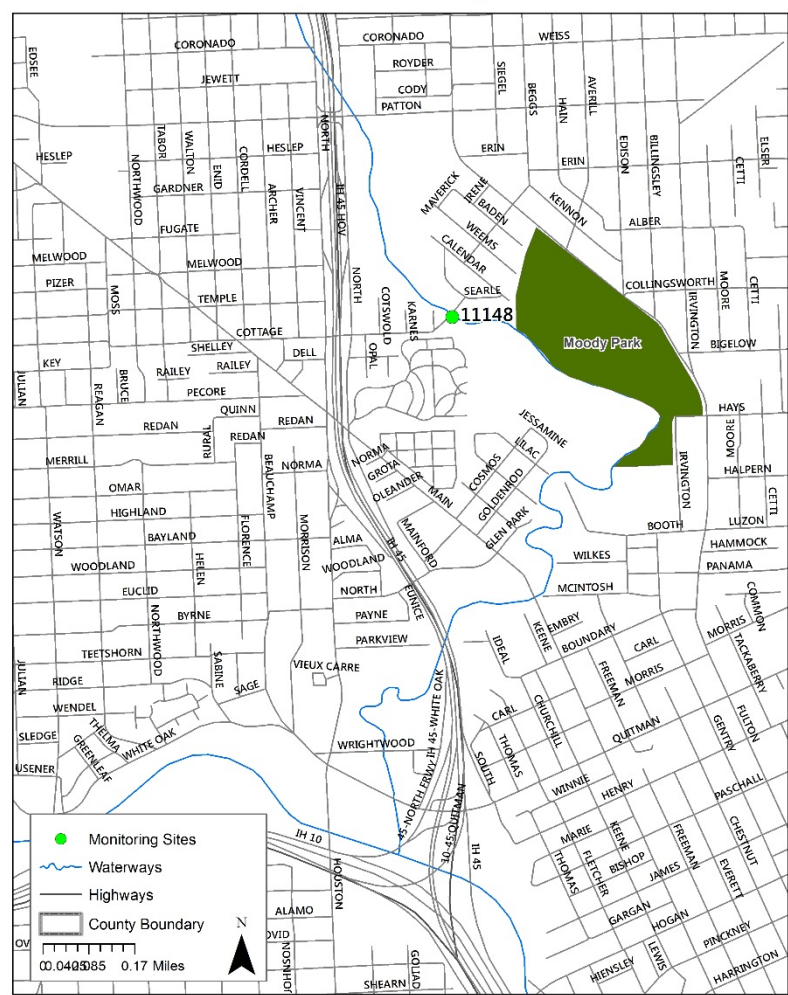 CORONADO
CORONADO
WEISS
EDSEE
JEWETT
ROYDER
SIEGEL
BEGGS
HAIN
AVERILL
CODY
PATTON
NORTH
TABOR
WALTON
ENID
CORDELL
HESLEP
HESLEP
NORTHWOOD
GARDNER
ARCHER
VINCENT
IH 45 HOV
ERIN
ERIN
EDISON
BILLINGSLEY
CETTI
ELSER
MAVERICK
IRENE
BADEN
KENNON
FUGATE
WEEMS
ALBER
MELWOOD
MELWOOD
CALENDAR
PIZER
MOSS
NORTH
SEARLE
COLLINGSWORTH
MOORE
CETTI
TEMPLE
COTSWOLD
KARNES
11148
IRVINGTON
COTTAGE
OPAL
Moody Park
BIGELOW
SHELLEY
DELL
KEY
JULIAN
REAGAN
BRUCE
RAILEY
RAILEY
PECORE
QUINN
JESSAMINE
HAYS
REDAN
RURAL
REDAN
REDAN
LILAC
MOORE
MERRILL
BEAUCHAMP
NORMA
NORMA
GROTA
OLEANDER
MAIN
COSMOS
GOLDENROD
IRVINGTON
HALPERN
OMAR
CETTI
HIGHLAND
WATSON
FLORENCE
MORRISON
MAINFORD
GLEN PARK
BOOTH
LUZON
BAYLAND
ALMA
IH 45
HAMMOCK
HELEN
WOODLAND
WOODLAND
WILKES
PANAMA
EUCLID
NORTH
EUNICE
MCINTOSH
COMMON
NORTHWOOD
BYRNE
PAYNE
KEENE
EMBRY
BOUNDARY
MORRIS
TEETSHORN
PARKVIEW
IDEAL
CARL
TACKABERRY
JULIAN
SABINE
VIEUX CARRE
FREEMAN
MORRIS
RIDGE
SAGE
WENDEL
CARL
CHURCHILL
IH 45-WHITE OAK
SLEDGE
THELMA
WHITE OAK
QUITMAN
GENTRY
FULTON
GREENLEAF
WRIGHTWOOD
SOUTH
THOMAS
USENER
WINNIE
HENRY
PASCHALL
45-NORTH FRWY
10-45-QUITMAN
IH 10
IH 45
MARIE
KEENE
CHESTNUT
HOUSTON
THOMAS
FLETCHER
BISHOP
FREEMAN
JAMES
EVERETT
ALAMO
GARGAN
HOGAN
PINCKNEY
GOLIAD
HIENSLEY
LEWIS
HARRINGTON
SHEARN
Monitoring Sites
Waterways
Highways
County Boundary
N
0.17 Miles